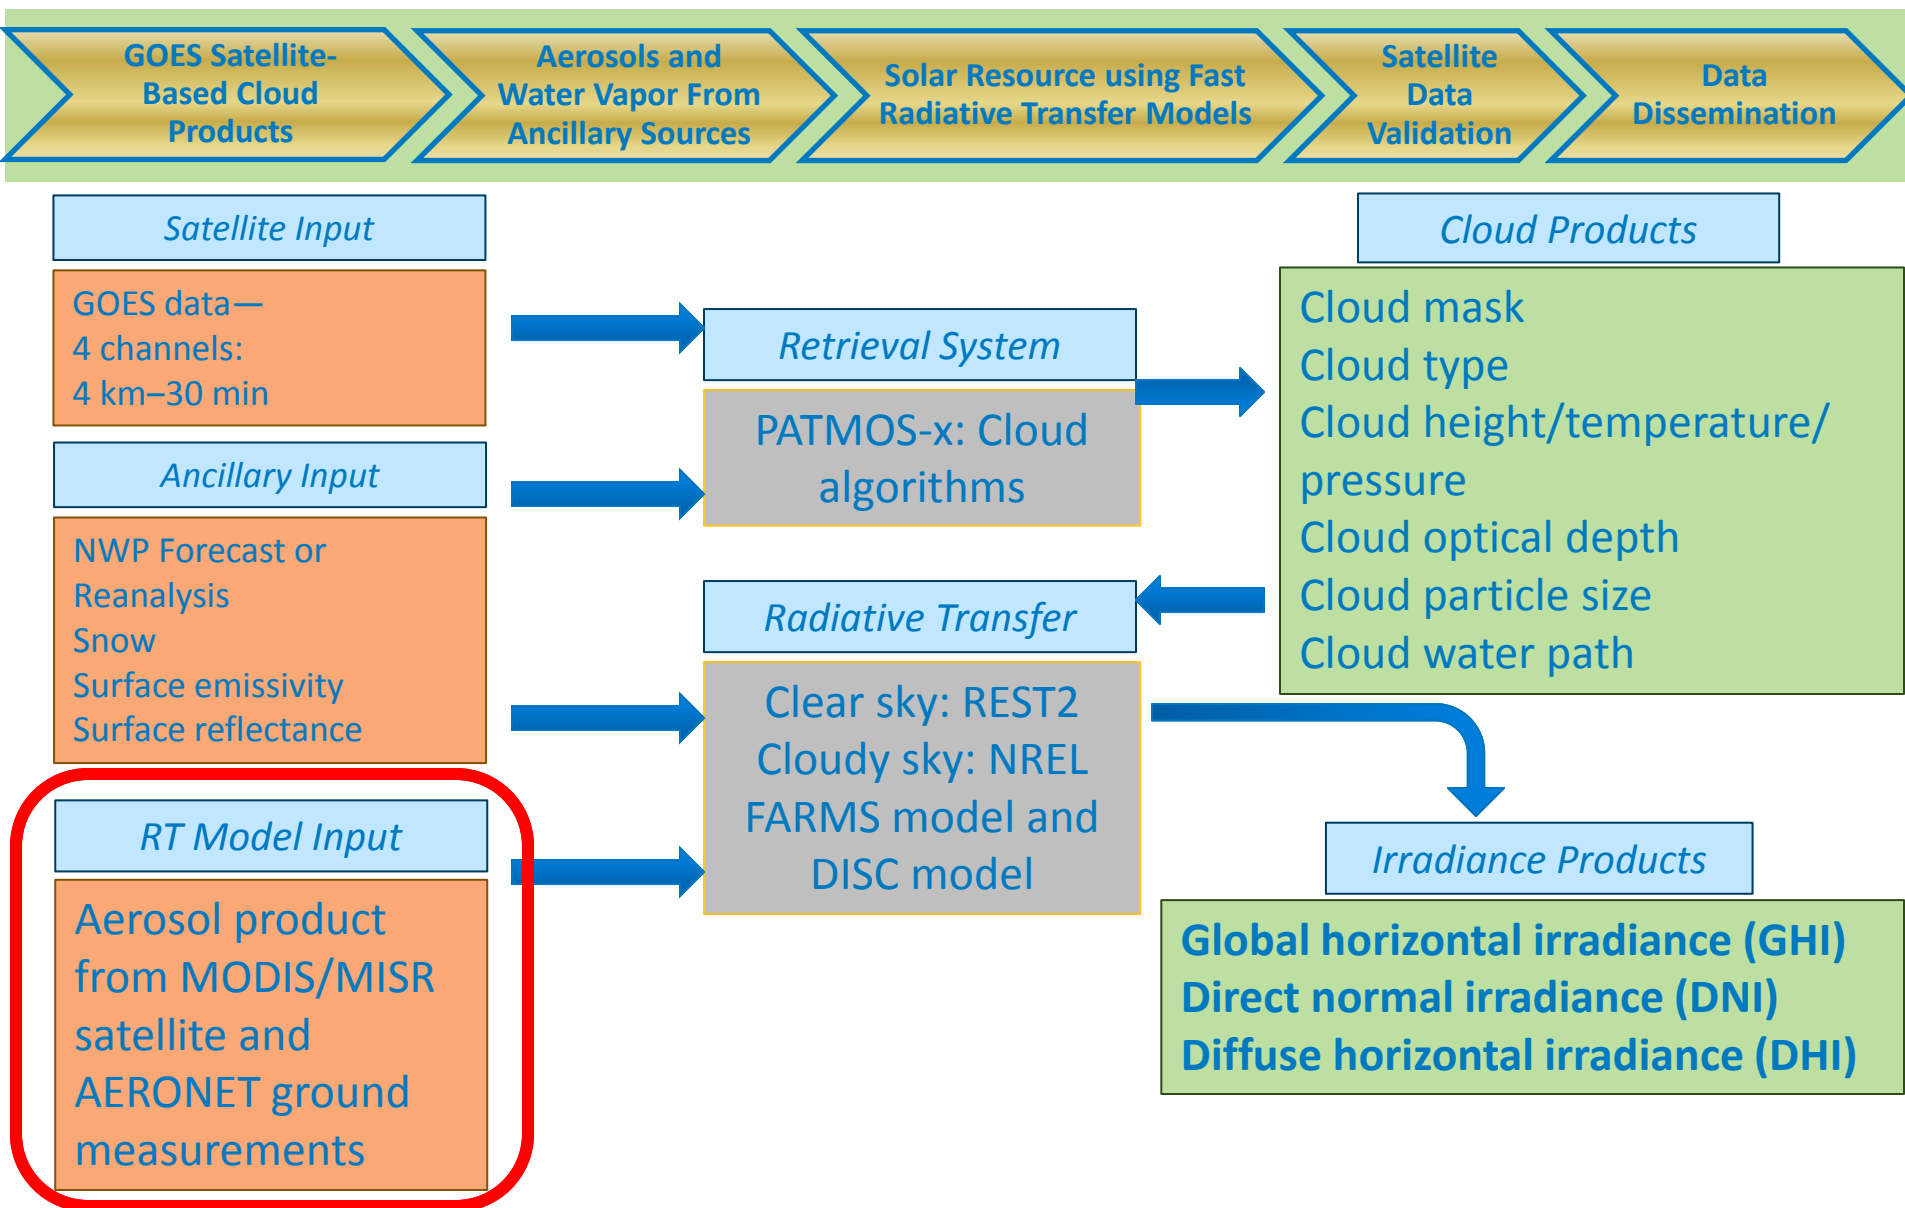 GOES Satellite-
Based Cloud
Products
Aerosols and
Water Vapor From
Ancillary Sources
Solar Resource using Fast
Radiative Transfer Models
Satellite
Data
Validation
Data
Dissemination
Satellite Input
GOES data—
4 channels:
4 km–30 min
Ancillary Input
NWP Forecast or
Reanalysis
Snow
Surface emissivity
Surface reflectance
RT Model Input
Aerosol product
from MODIS/MISR
satellite and
AERONET ground
measurements
Retrieval System
PATMOS-x: Cloud
algorithms
Radiative Transfer
Clear sky: REST2
Cloudy sky: NREL
FARMS model and
DISC model
Cloud Products
Cloud mask
Cloud type
Cloud height/temperature/
pressure
Cloud optical depth
Cloud particle size
Cloud water path
Irradiance Products
Global horizontal irradiance (GHI)
Direct normal irradiance (DNI)
Diffuse horizontal irradiance (DHI)